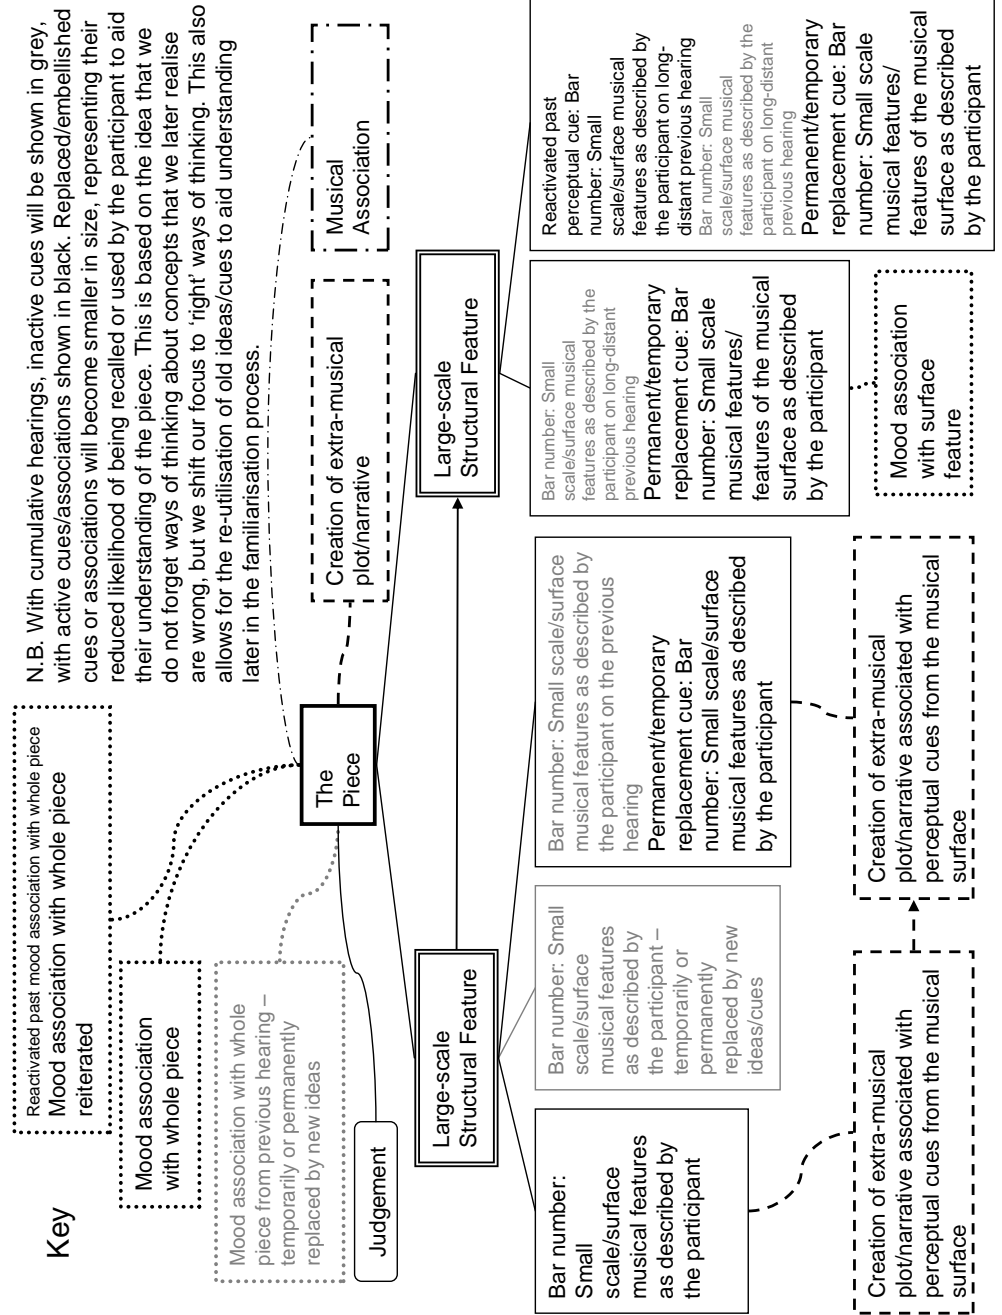 Key
N.B. With cumulative hearings, inactive cues will be shown in grey,
with active cues/associations shown in black. Replaced/embellished
cues or associations will become smaller in size, representing their
reduced likelihood of being recalled or used by the participant to aid
their understanding of the piece. This is based on the idea that we
do not forget ways of thinking about concepts that we later realise
are wrong, but we shift our focus to ‘right’ ways of thinking. This also
allows for the re-utilisation of old ideas/cues to aid understanding
later in the familiarisation process.
Reactivated past mood association with whole piece
Mood association with whole piece
reiterated
Mood association
with whole piece
Mood association with whole
piece from previous hearing –
temporarily or permanently
replaced by new ideas
Judgement
The
Piece
Creation of extra-musical
plot/narrative
Musical
Association
Large-scale
Structural Feature
Large-scale
Structural Feature
Bar number:
Small
scale/surface
musical features
as described by
the participant
Bar number: Small
scale/surface
musical features
as described by
the participant –
temporarily or
permanently
replaced by new
ideas/cues
Bar number: Small scale/surface
musical features as described by
the participant on the previous
hearing
Permanent/temporary
replacement cue: Bar
number: Small scale/surface
musical features as described
by the participant
Bar number: Small
scale/surface musical
features as described by the
participant on long-distant
previous hearing
Permanent/temporary
replacement cue: Bar
number: Small scale
musical features/
features of the musical
surface as described
by the participant
Reactivated past
perceptual cue: Bar
number: Small
scale/surface musical
features as described by
the participant on long-
distant previous hearing
Bar number: Small
scale/surface musical
features as described by the
participant on long-distant
previous hearing
Permanent/temporary
replacement cue: Bar
number: Small scale
musical features/
features of the musical
surface as described
by the participant
Creation of extra-musical
plot/narrative associated with
perceptual cues from the musical
surface
Creation of extra-musical
plot/narrative associated with
perceptual cues from the musical
surface
Mood association
with surface
feature